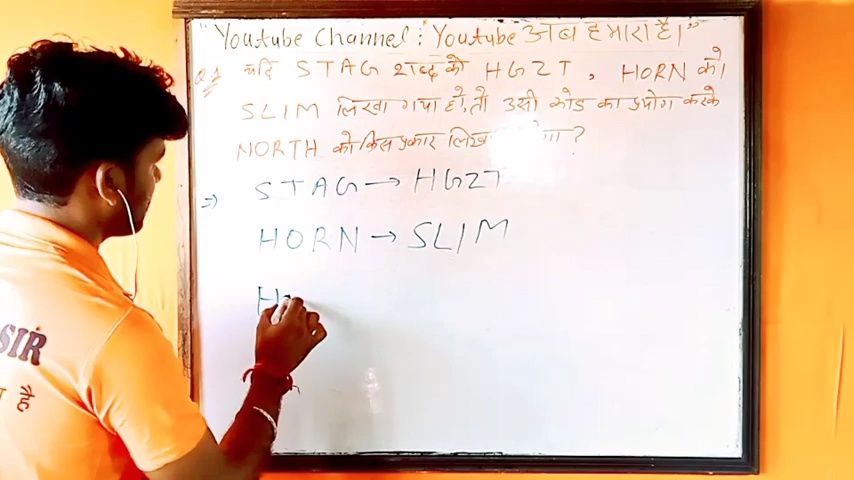 "Youtube Channel : Youtube अब हमारा है।"
Q.1 यदि STAG शब्द को HGZT, HORN को
SLIM लिखा गया हो, तो उसी कोड का प्रयोग करके
NORTH को किस प्रकार लिखा ?
⇒ STAG → HGZT
HORN → SLIM
H
SIR